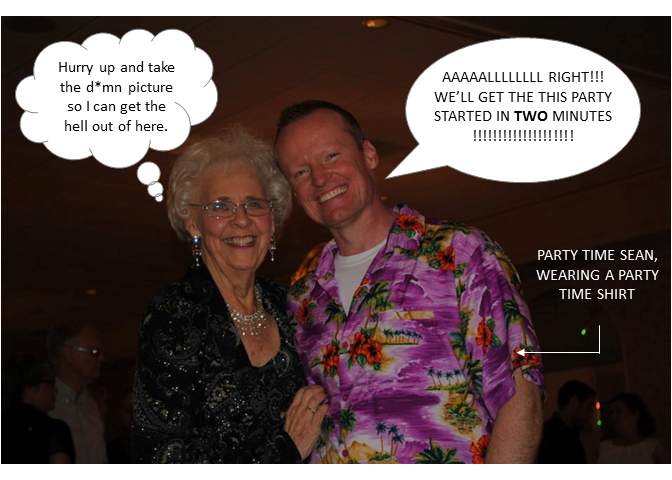 Hurry up and take
the d*mn picture
so I can get the
hell out of here.
AAAAALLLLLLLL RIGHT!!!
WE'LL GET THE THIS PARTY
STARTED IN TWO MINUTES
!!!!!!!!!!!!!!!!!!!!
PARTY TIME SEAN,
WEARING A PARTY
TIME SHIRT